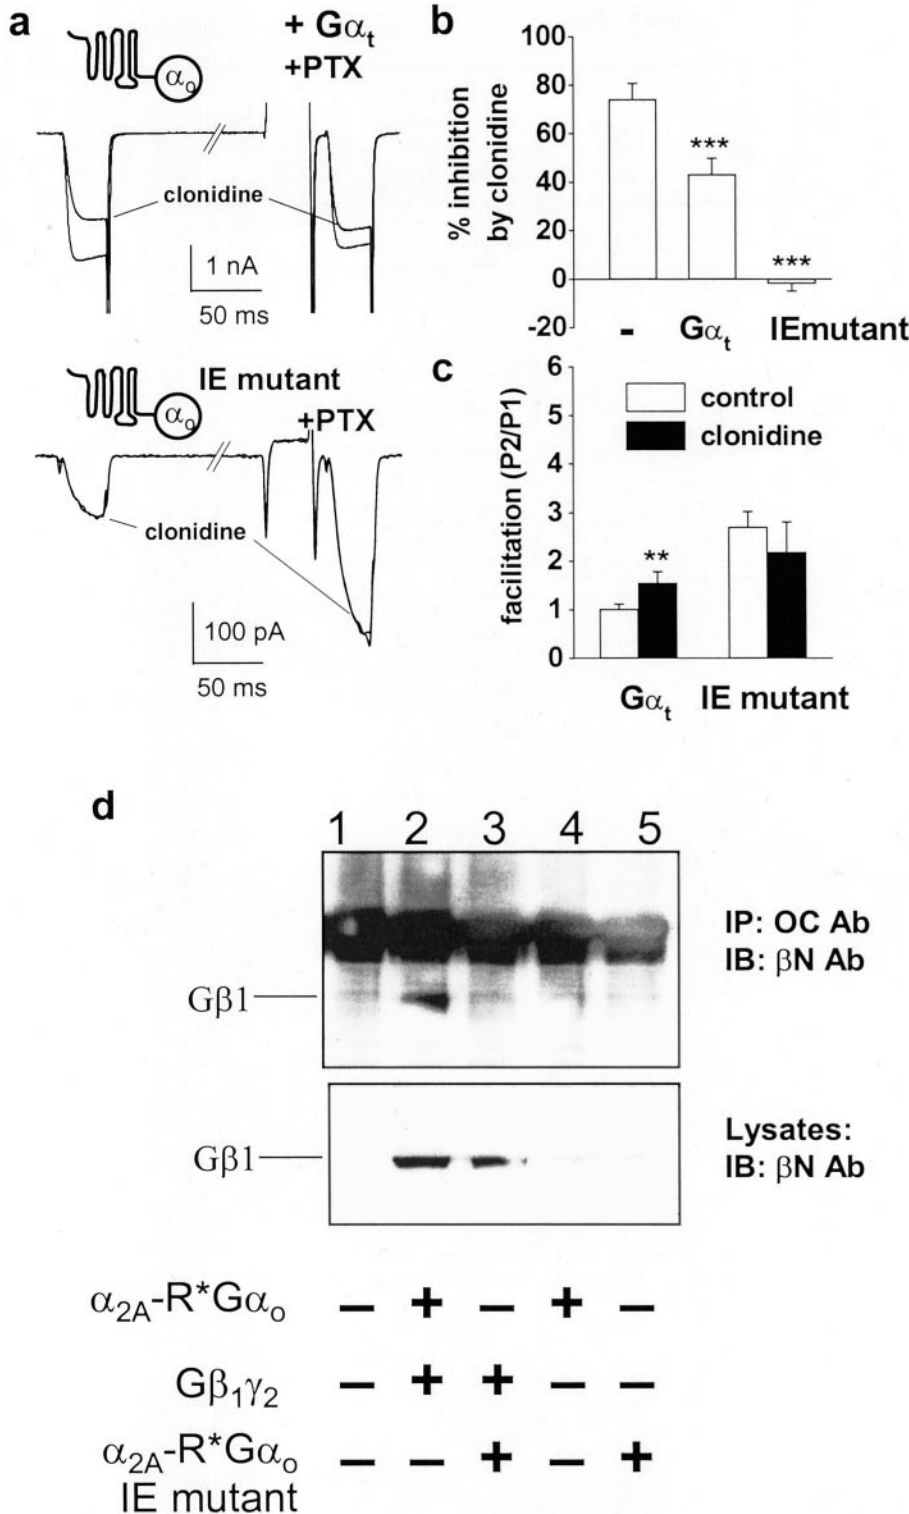 a
+ Gαt
+PTX
αo
clonidine
1 nA
50 ms
IE mutant
αo
+PTX
clonidine
100 pA
50 ms
b
% inhibition
by clonidine
100
80
60
40
20
0
-20
***
***
- Gαt IEmutant
c
facilitation (P2/P1)
6
5
4
3
2
1
0
control
clonidine
**
Gαt IE mutant
d
1 2 3 4 5
Gβ1
IP: OC Ab
IB: βN Ab
Gβ1
Lysates:
IB: βN Ab
α2A-R*Gαo − + − + −
Gβ1γ2 − + + − −
α2A-R*Gαo − − + − +
IE mutant